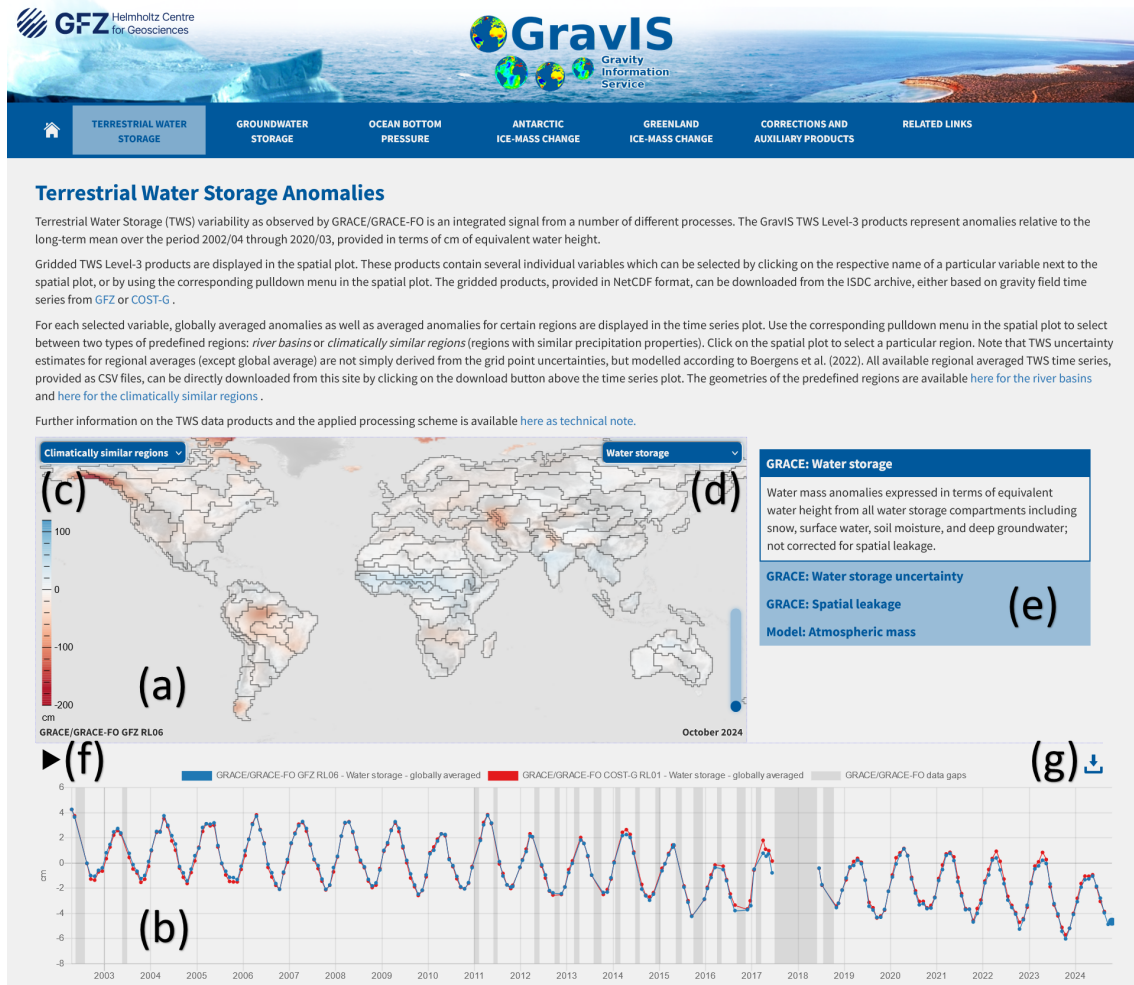 GFZ Helmholtz Centre
for Geosciences
GravIS
Gravity
Information
Service
TERRESTRIAL WATER
STORAGE
GROUNDWATER
STORAGE
OCEAN BOTTOM
PRESSURE
ANTARCTIC
ICE-MASS CHANGE
GREENLAND
ICE-MASS CHANGE
CORRECTIONS AND
AUXILIARY PRODUCTS
RELATED LINKS
Terrestrial Water Storage Anomalies
Terrestrial Water Storage (TWS) variability as observed by GRACE/GRACE-FO is an integrated signal from a number of different processes. The GravIS TWS Level-3 products represent anomalies relative to the
long-term mean over the period 2002/04 through 2020/03, provided in terms of cm of equivalent water height.
Gridded TWS Level-3 products are displayed in the spatial plot. These products contain several individual variables which can be selected by clicking on the respective name of a particular variable next to the
spatial plot, or by using the corresponding pulldown menu in the spatial plot. The gridded products, provided in NetCDF format, can be downloaded from the ISDC archive, either based on gravity field time
series from GFZ or COST-G .
For each selected variable, globally averaged anomalies as well as averaged anomalies for certain regions are displayed in the time series plot. Use the corresponding pulldown menu in the spatial plot to select
between two types of predefined regions: river basins or climatically similar regions (regions with similar precipitation properties). Click on the spatial plot to select a particular region. Note that TWS uncertainty
estimates for regional averages (except global average) are not simply derived from the grid point uncertainties, but modelled according to Boergens et al. (2022). All available regional averaged TWS time series,
provided as CSV files, can be directly downloaded from this site by clicking on the download button above the time series plot. The geometries of the predefined regions are available here for the river basins
and here for the climatically similar regions .
Further information on the TWS data products and the applied processing scheme is available here as technical note.
Climatically similar regions
Water storage
(c)
(d)
100
0
-100
-200
cm
(a)
GRACE/GRACE-FO GFZ RL06
October 2024
GRACE: Water storage
Water mass anomalies expressed in terms of equivalent
water height from all water storage compartments including
snow, surface water, soil moisture, and deep groundwater;
not corrected for spatial leakage.
GRACE: Water storage uncertainty
GRACE: Spatial leakage
Model: Atmospheric mass
(e)
(f)
(g)
GRACE/GRACE-FO GFZ RL06 - Water storage - globally averaged
GRACE/GRACE-FO COST-G RL01 - Water storage - globally averaged
GRACE/GRACE-FO data gaps
6
4
2
0
-2
-4
-6
-8
cm
(b)
2003 2004 2005 2006 2007 2008 2009 2010 2011 2012 2013 2014 2015 2016 2017 2018 2019 2020 2021 2022 2023 2024